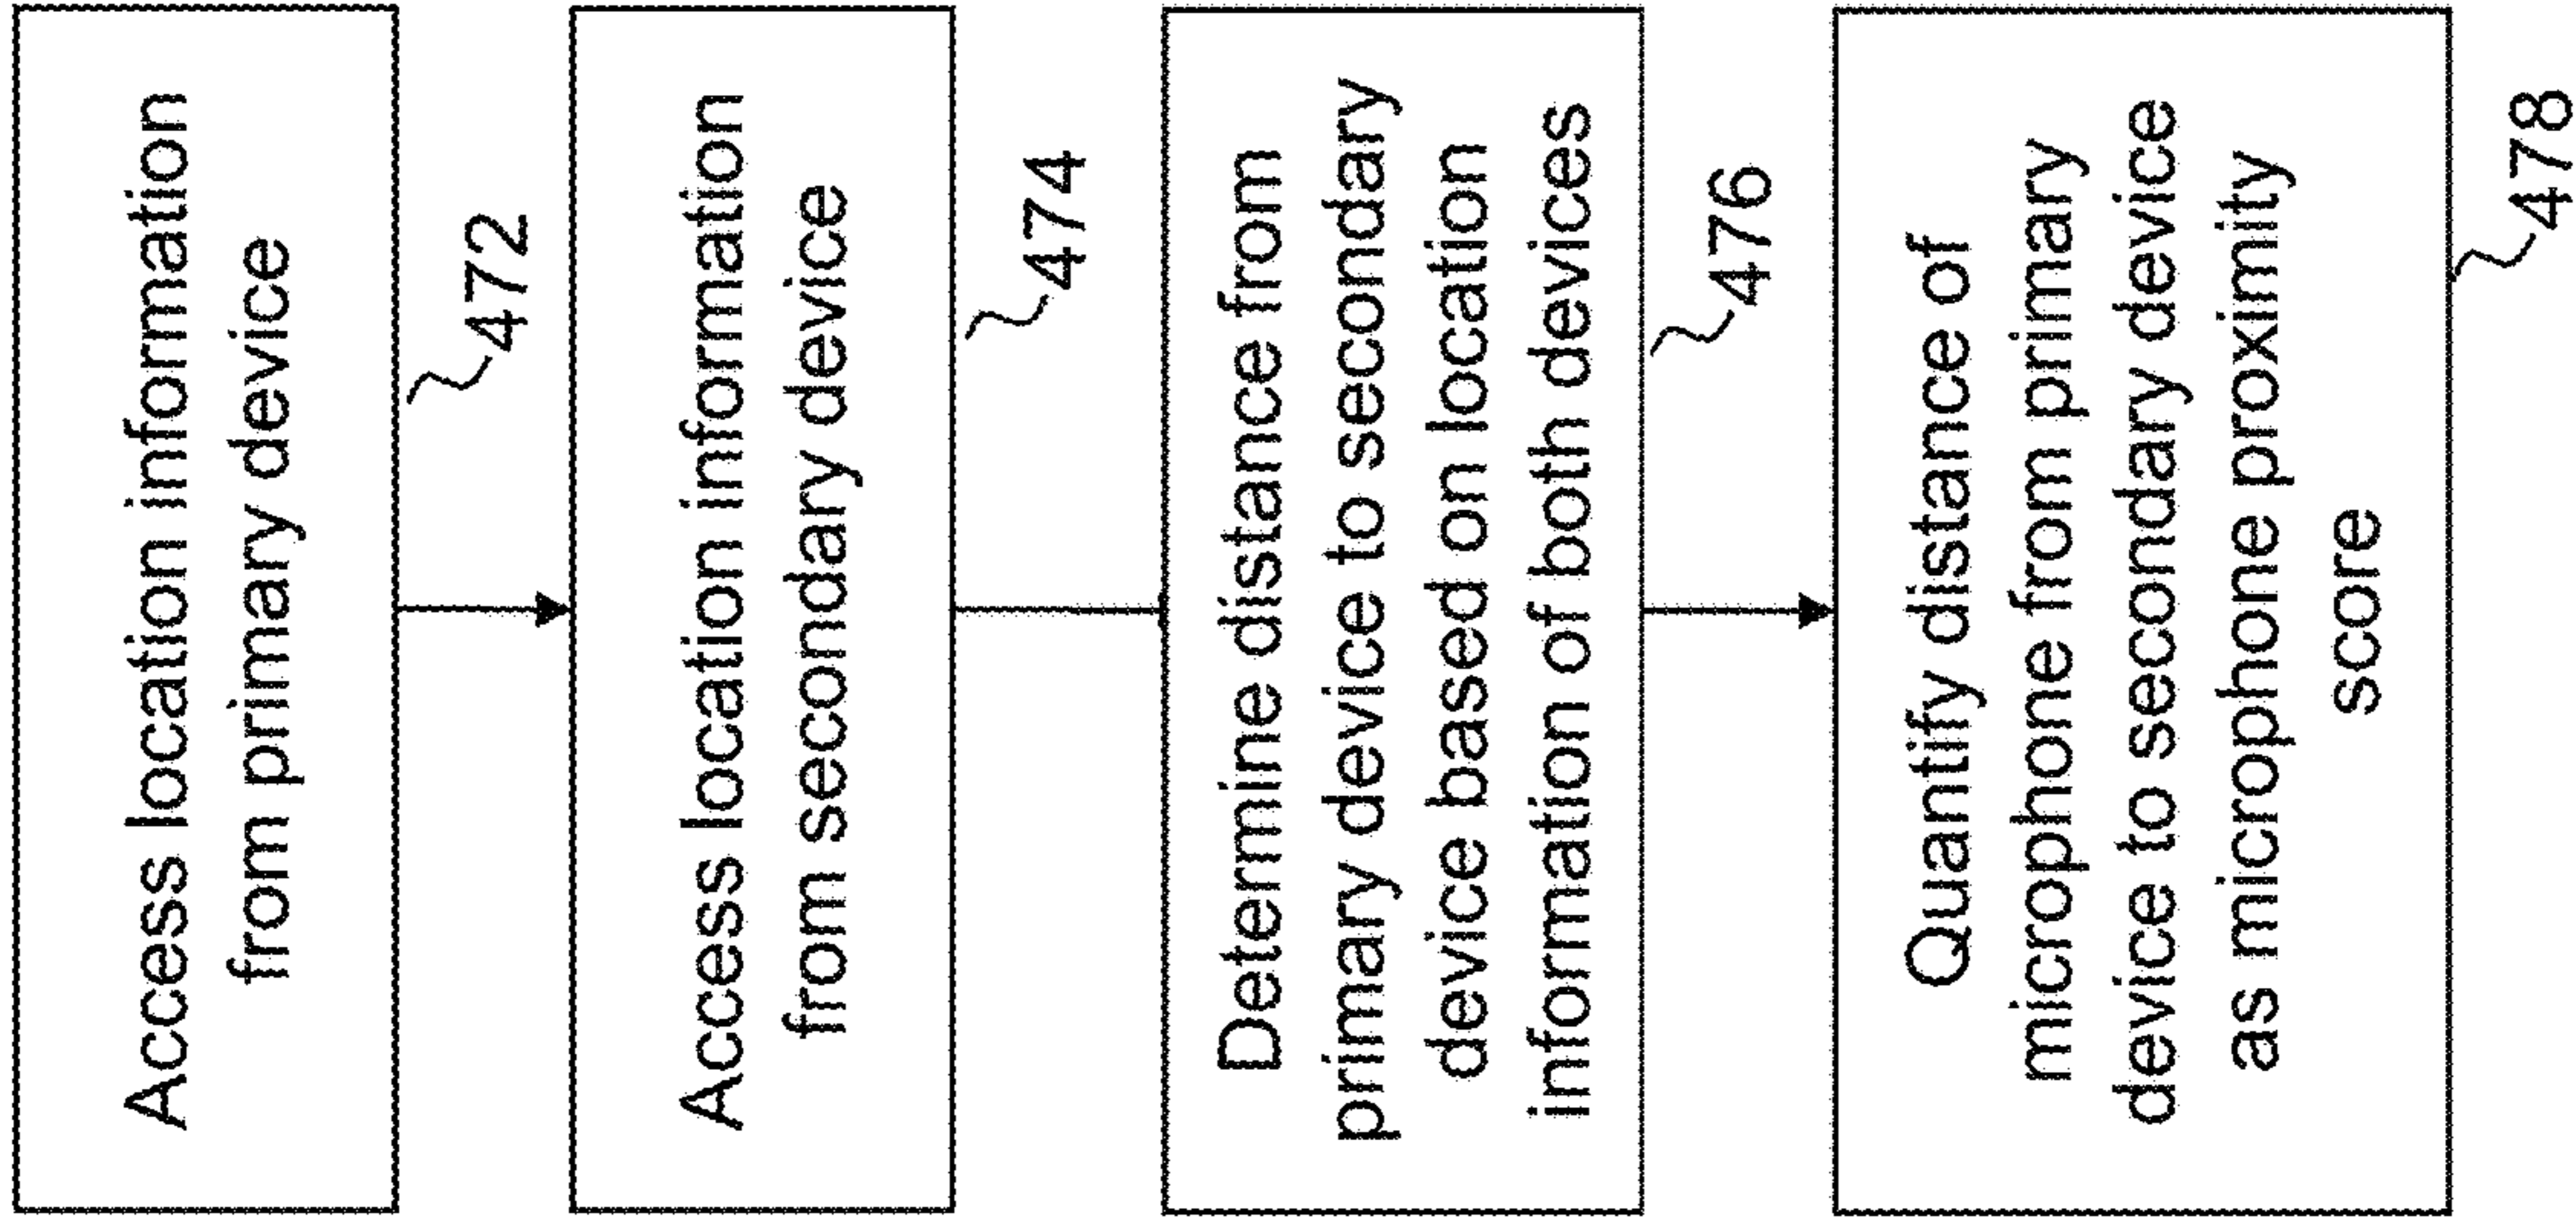 Access location information
from primary device
472
Access location information
from secondary device
474
Determine distance from
primary device to secondary
device based on location
information of both devices
476
Quantify distance of
microphone from primary
device to secondary device
as microphone proximity
score
478